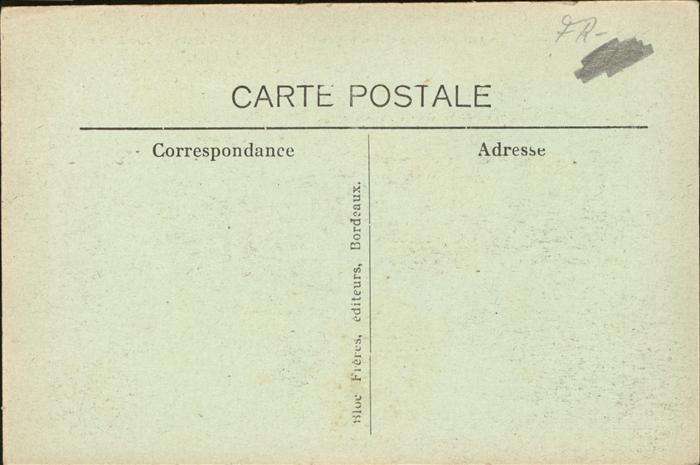 FR-
CARTE POSTALE
Correspondance
Adresse
Bloc Frères, éditeurs, Bordeaux.